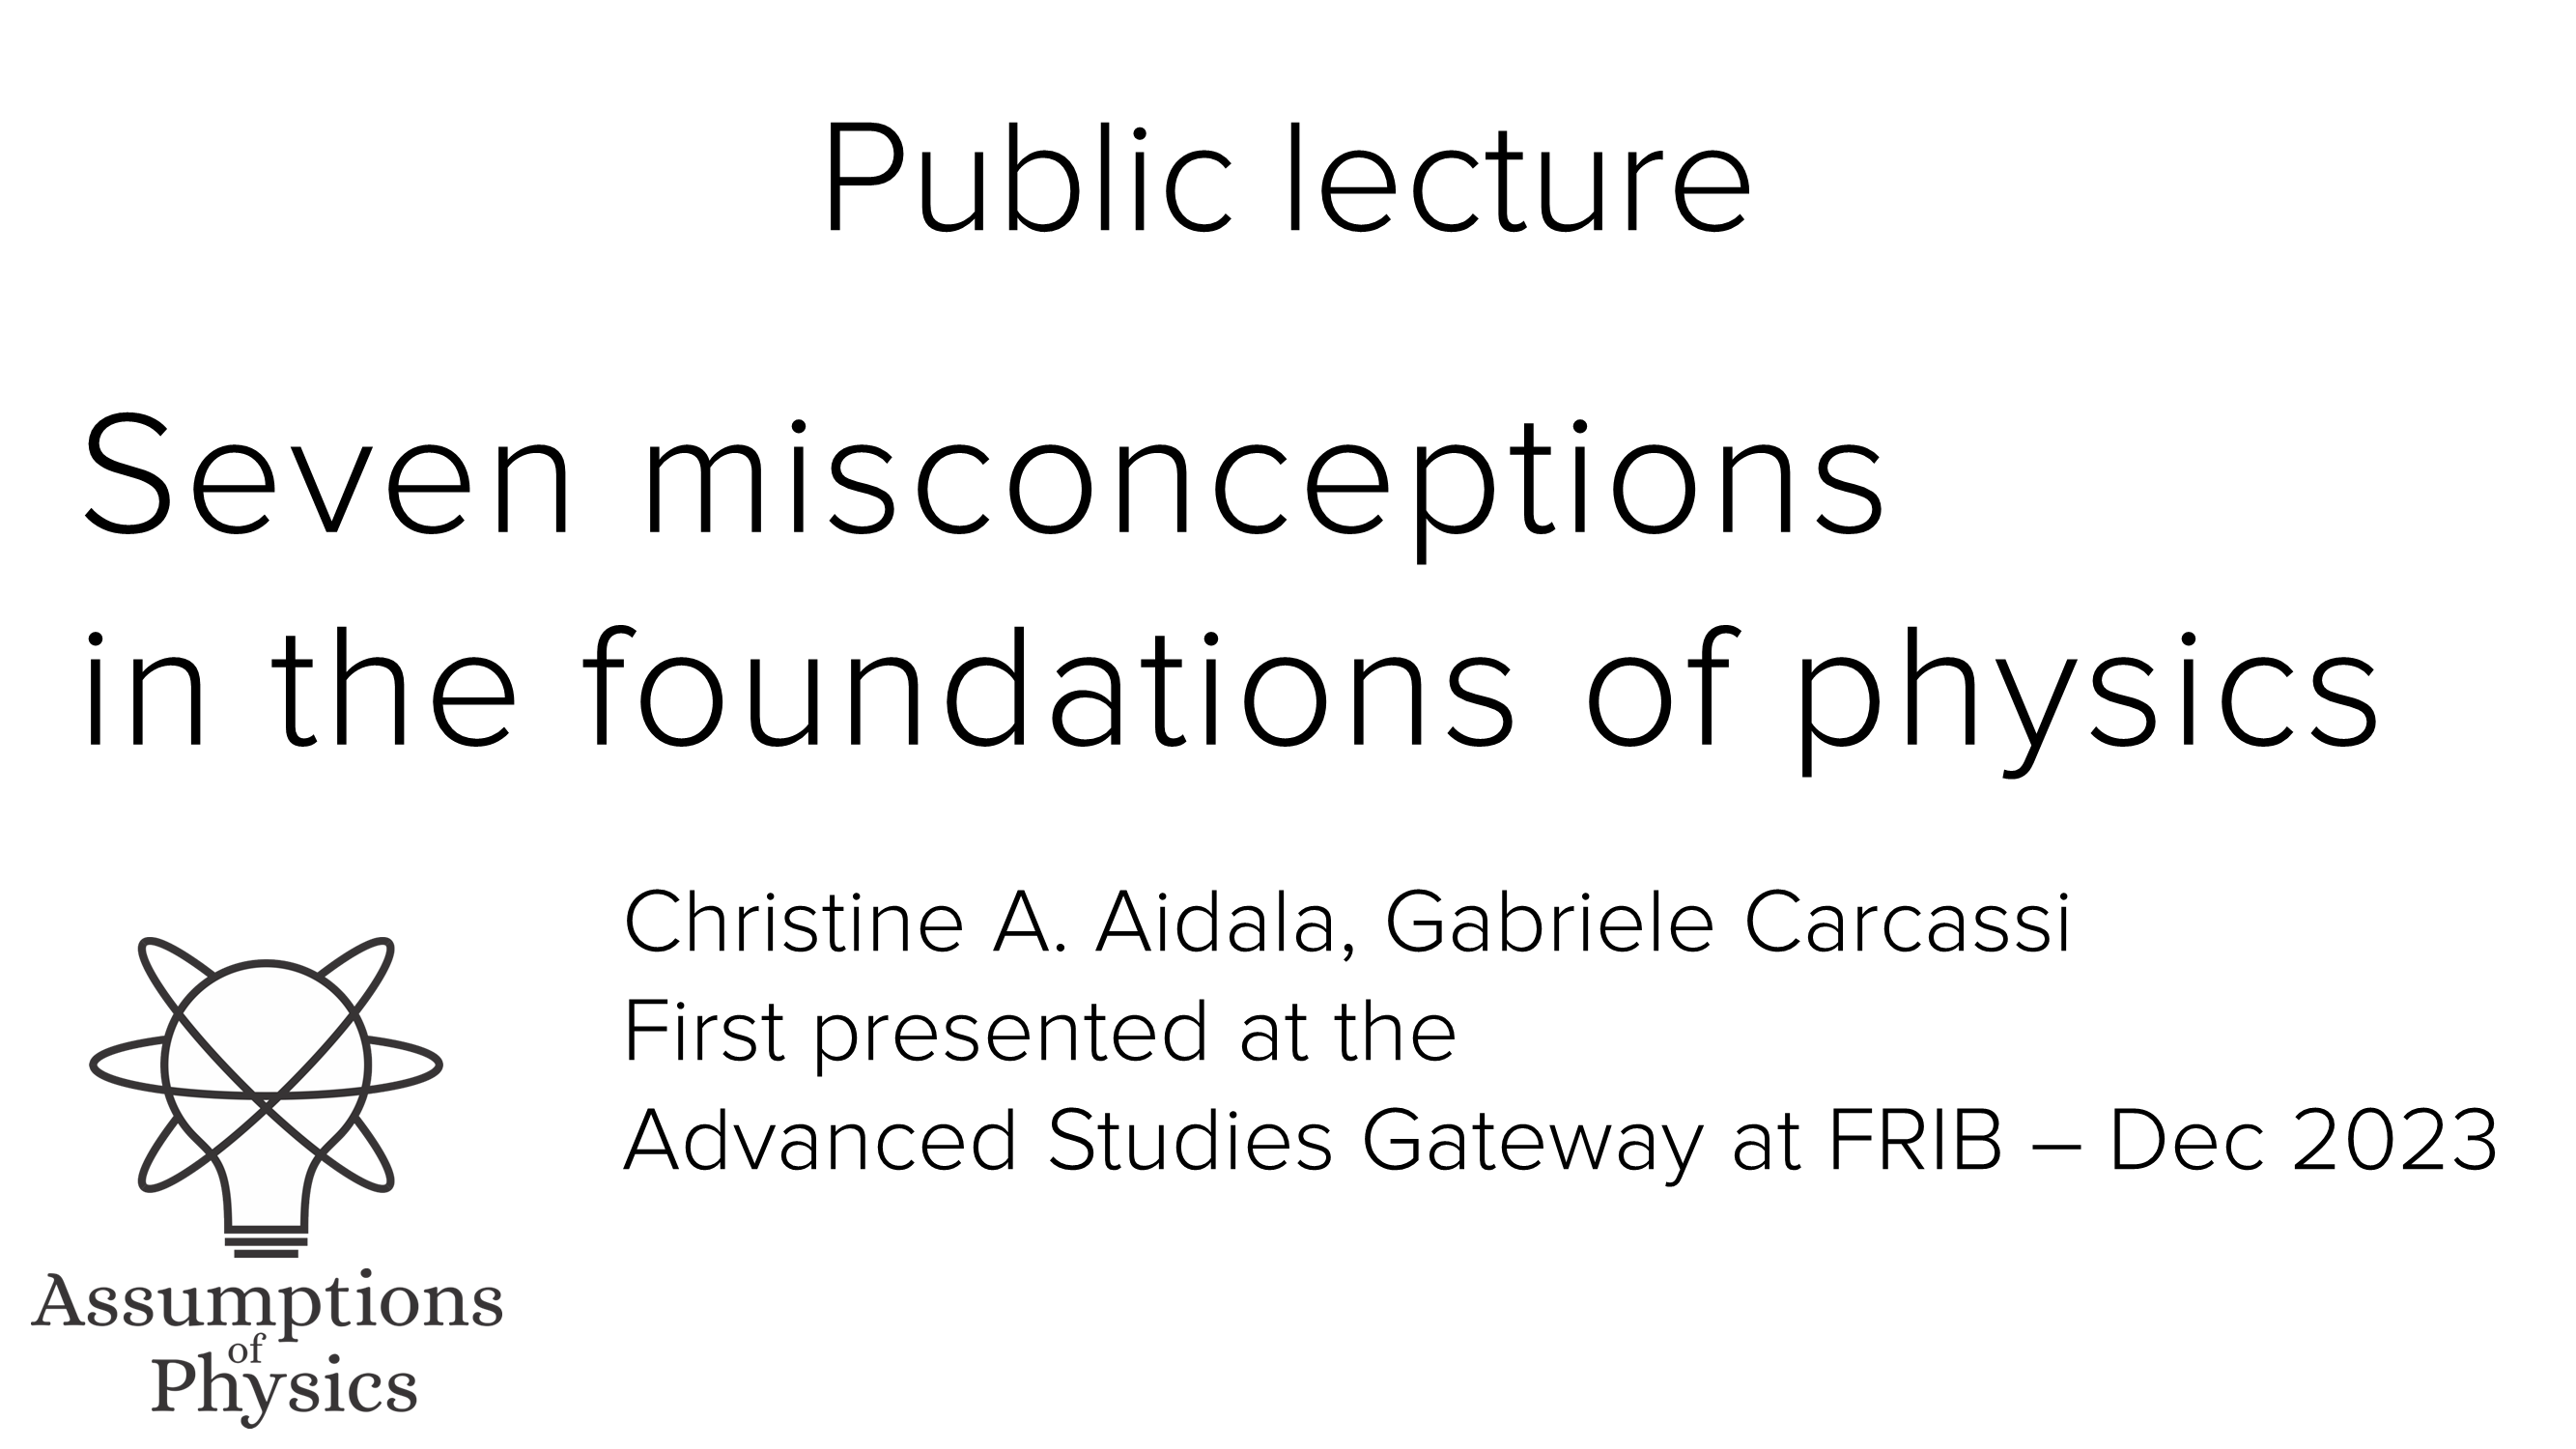 Public lecture
Seven misconceptions
in the foundations of physics
Christine A. Aidala, Gabriele Carcassi
First presented at the
Advanced Studies Gateway at FRIB – Dec 2023
Assumptions
of
Physics